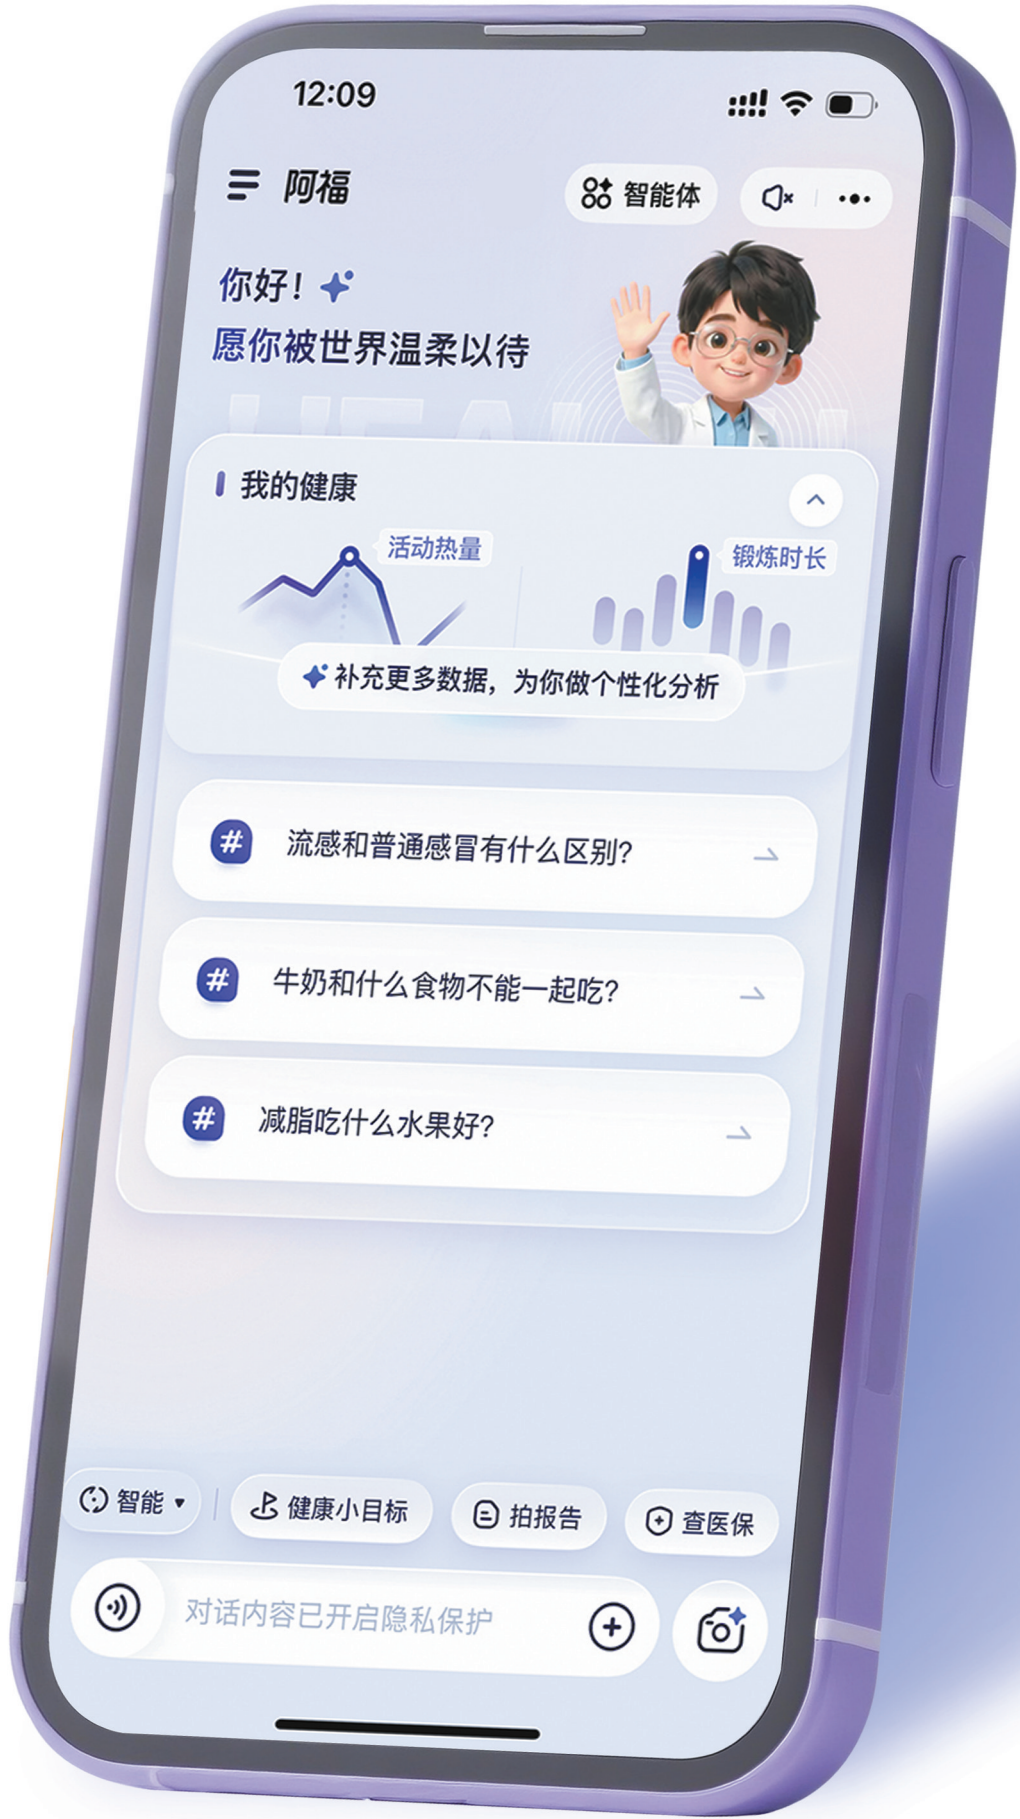 12:09
阿福
智能体
你好！
愿你被世界温柔以待
HEALTH
我的健康
活动热量
锻炼时长
补充更多数据，为你做个性化分析
# 流感和普通感冒有什么区别？
# 牛奶和什么食物不能一起吃？
# 减脂吃什么水果好？
智能
健康小目标
拍报告
查医保
对话内容已开启隐私保护